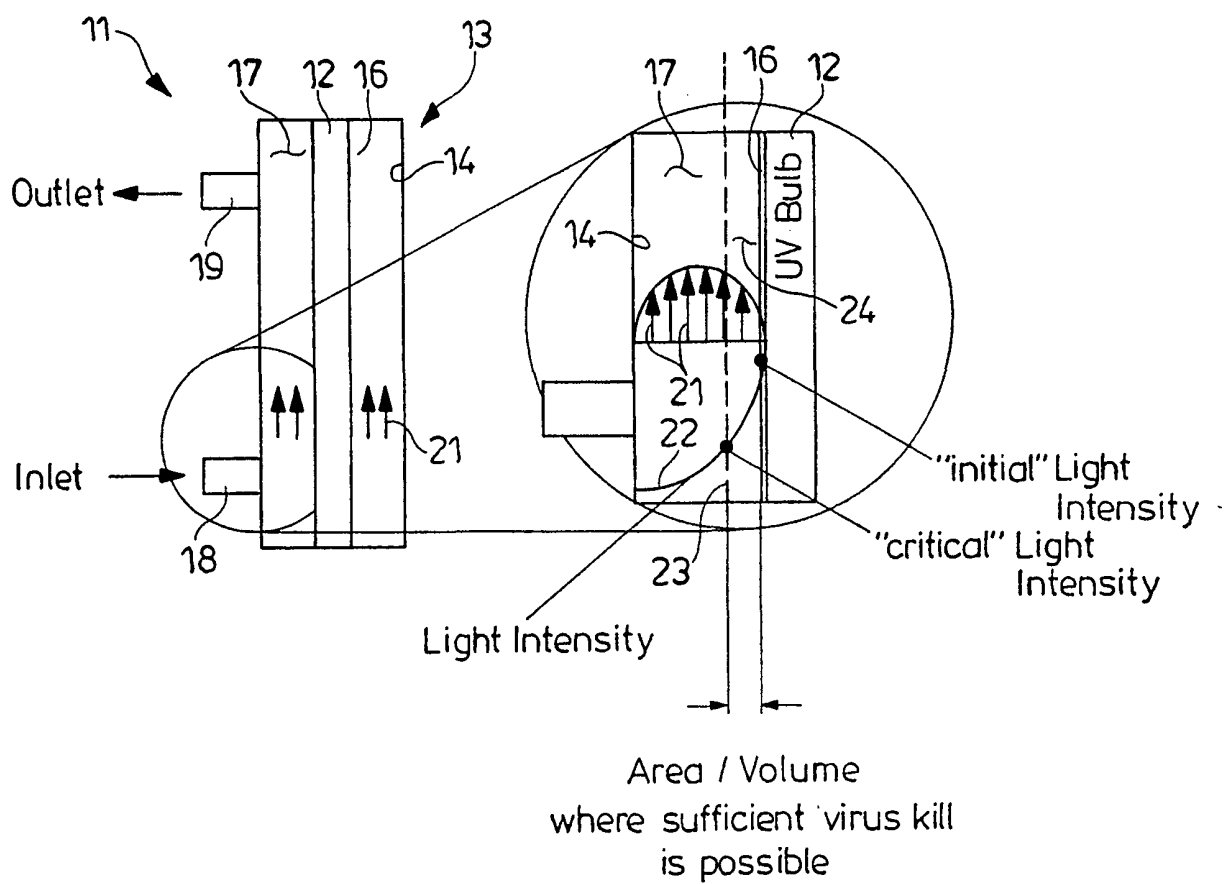 11
17
12
16
13
14
Outlet
19
21
Inlet
18
17
16
12
UV Bulb
14
24
21
22
"initial" Light
Intensity
"critical" Light
Intensity
23
Light Intensity
Area / Volume
where sufficient virus kill
is possible